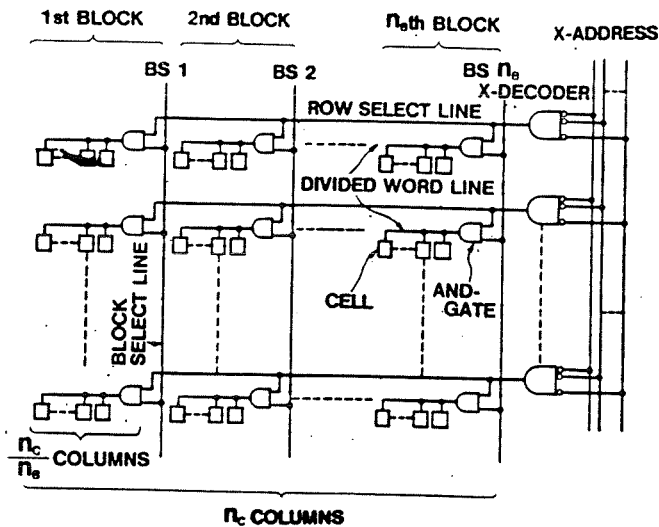 1st BLOCK 2nd BLOCK nBth BLOCK X-ADDRESS
BS 1 BS 2 BS nB
X-DECODER
ROW SELECT LINE
DIVIDED WORD LINE
CELL
AND-
GATE
BLOCK
SELECT LINE
nC
nB
COLUMNS
nC COLUMNS